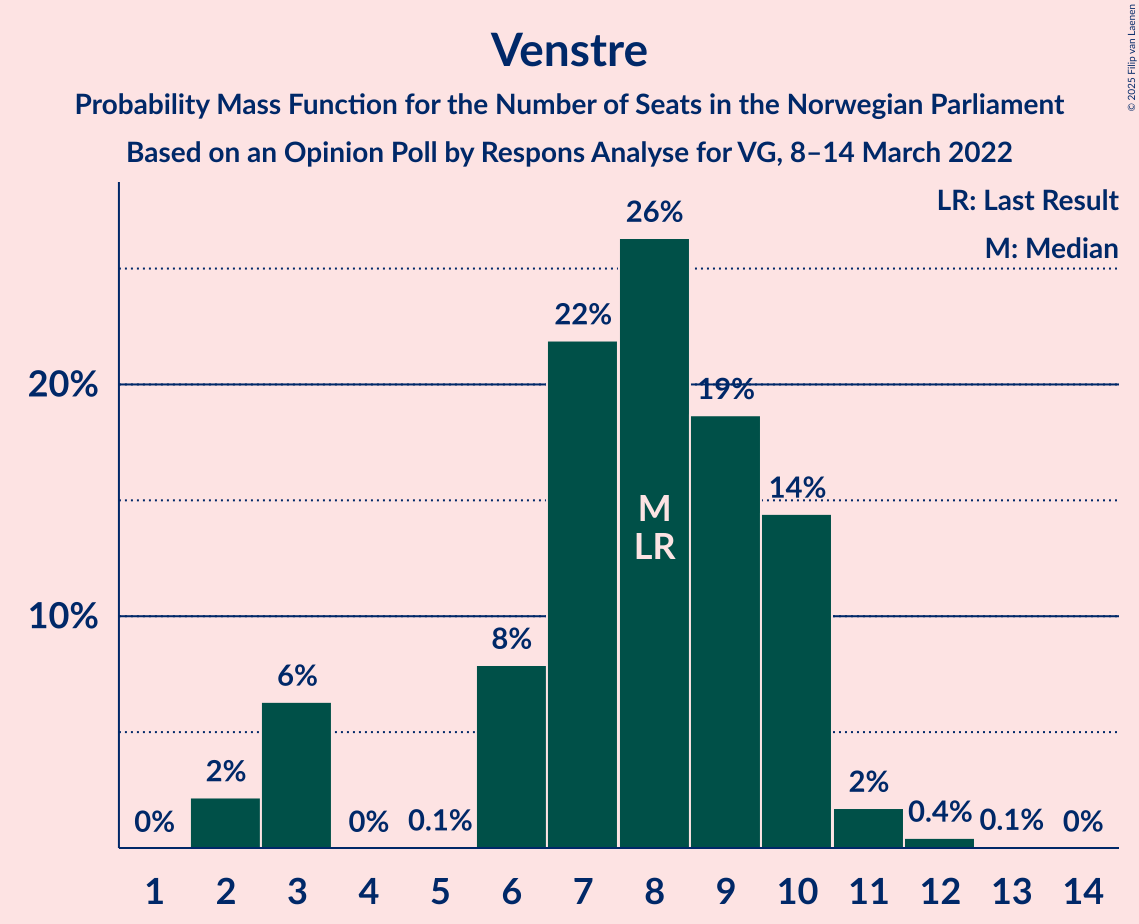 Venstre
Probability Mass Function for the Number of Seats in the Norwegian Parliament
Based on an Opinion Poll by Respons Analyse for VG, 8–14 March 2022
© 2025 Filip van Laenen
LR: Last Result
M: Median
26%
22%
20%
19%
14%
M
LR
10%
8%
6%
2%
2%
0%
0%
0.1%
0.4%
0.1%
0%
1 2 3 4 5 6 7 8 9 10 11 12 13 14